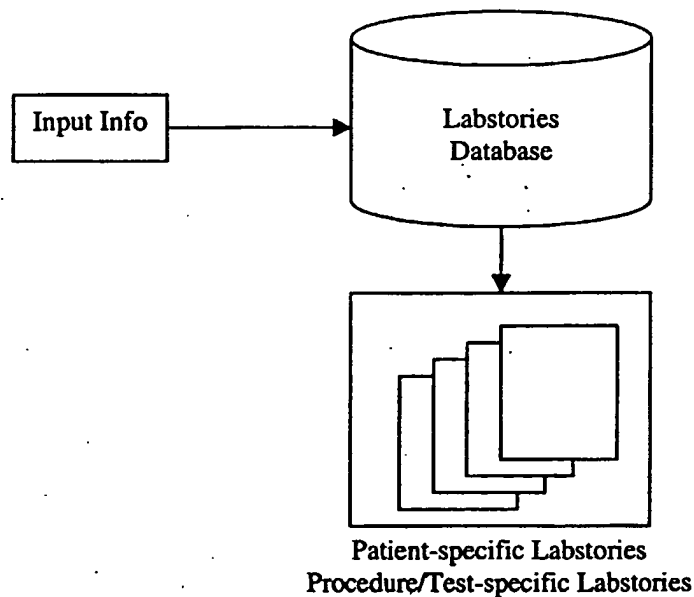 Input Info
Labstories
Database
Patient-specific Labstories
Procedure/Test-specific Labstories